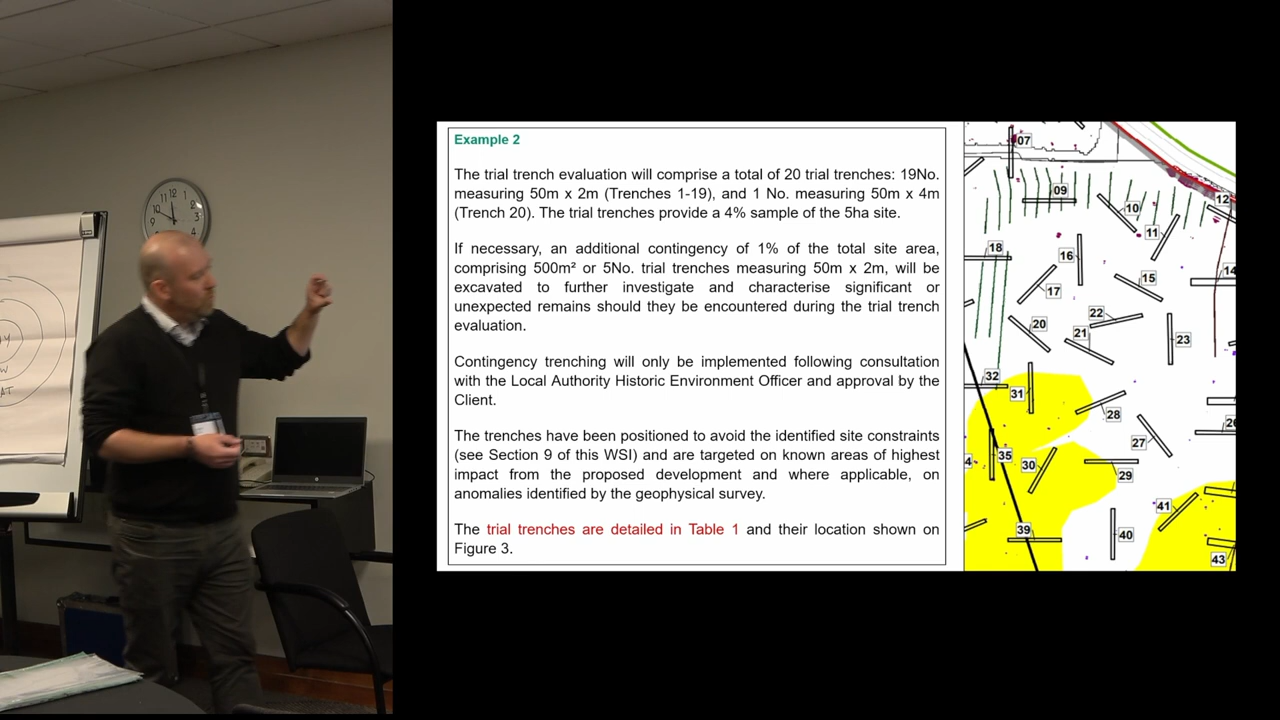 Example 2
The trial trench evaluation will comprise a total of 20 trial trenches: 19No.
measuring 50m x 2m (Trenches 1-19), and 1 No. measuring 50m x 4m
(Trench 20). The trial trenches provide a 4% sample of the 5ha site.
If necessary, an additional contingency of 1% of the total site area,
comprising 500m² or 5No. trial trenches measuring 50m x 2m, will be
excavated to further investigate and characterise significant or
unexpected remains should they be encountered during the trial trench
evaluation.
Contingency trenching will only be implemented following consultation
with the Local Authority Historic Environment Officer and approval by the
Client.
The trenches have been positioned to avoid the identified site constraints
(see Section 9 of this WSI) and are targeted on known areas of highest
impact from the proposed development and where applicable, on
anomalies identified by the geophysical survey.
The trial trenches are detailed in Table 1 and their location shown on
Figure 3.
07
09
10
12
11
18
16
15
14
17
22
20
21
23
32
31
28
26
27
4
35
30
29
41
39
40
43